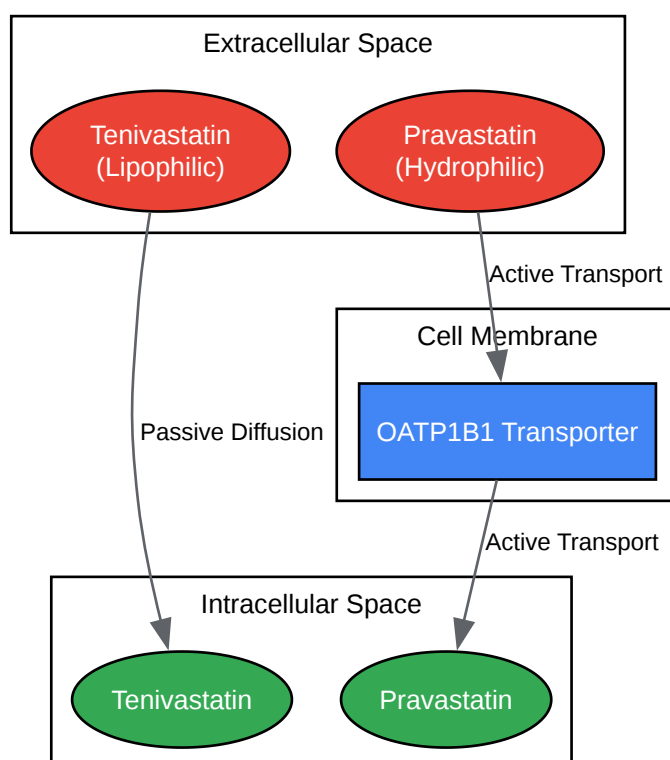 Extracellular Space
Tenivastatin
(Lipophilic)
Pravastatin
(Hydrophilic)
Active Transport
Cell Membrane
OATP1B1 Transporter
Passive Diffusion
Active Transport
Intracellular Space
Tenivastatin
Pravastatin